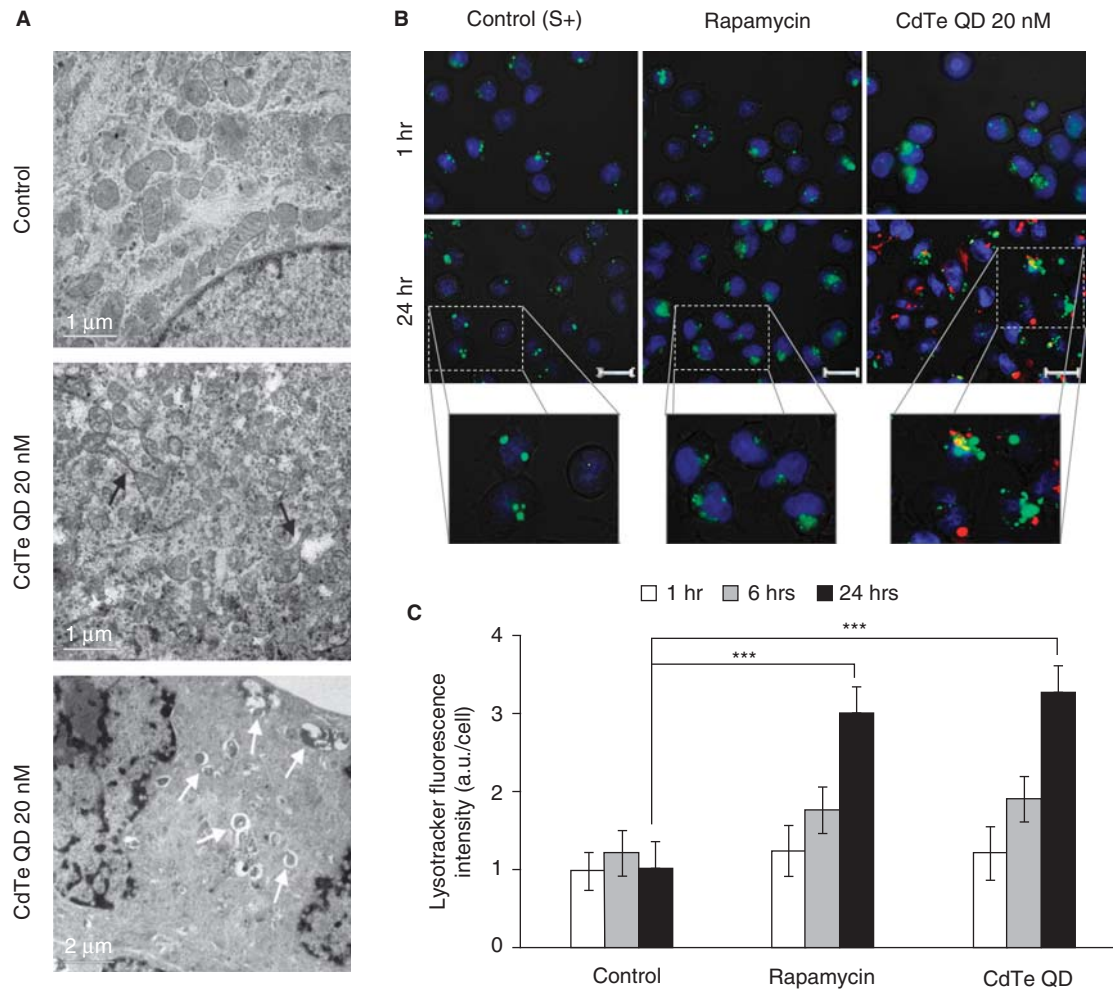 A
Control
1 µm
CdTe QD 20 nM
1 µm
CdTe QD 20 nM
2 µm
B
Control (S+)
Rapamycin
CdTe QD 20 nM
1 hr
24 hr
C
1 hr
6 hrs
24 hrs
Lysotracker fluorescence
intensity (a.u./cell)
4
3
2
1
0
***
***
Control
Rapamycin
CdTe QD